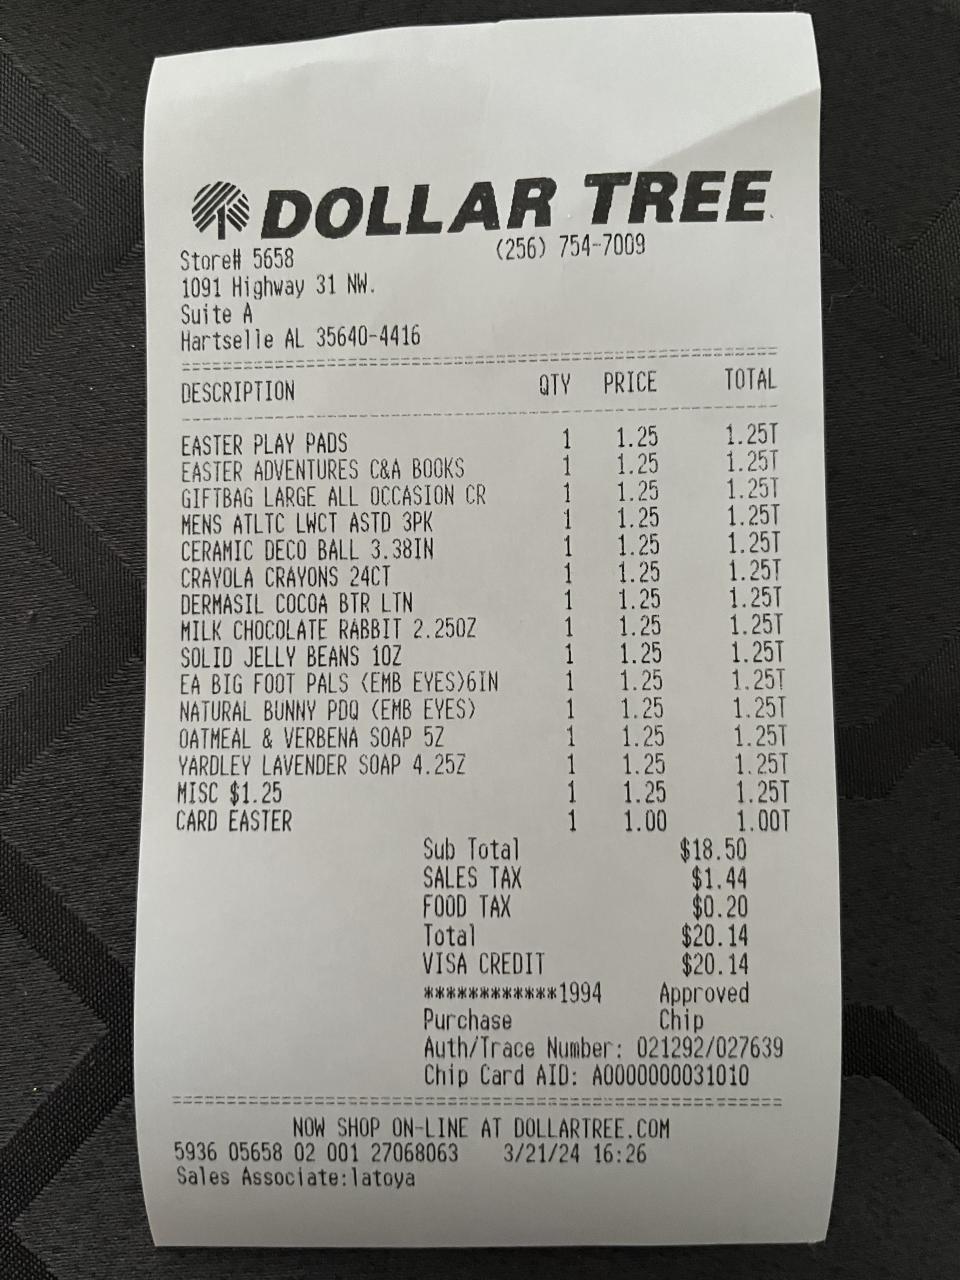 DOLLAR TREE
Store# 5658 (256) 754-7009
1091 Highway 31 NW.
Suite A
Hartselle AL 35640-4416
DESCRIPTION QTY PRICE TOTAL
EASTER PLAY PADS 1 1.25 1.25T
EASTER ADVENTURES C&A BOOKS 1 1.25 1.25T
GIFTBAG LARGE ALL OCCASION CR 1 1.25 1.25T
MENS ATLTC LWCT ASTD 3PK 1 1.25 1.25T
CERAMIC DECO BALL 3.38IN 1 1.25 1.25T
CRAYOLA CRAYONS 24CT 1 1.25 1.25T
DERMASIL COCOA BTR LTN 1 1.25 1.25T
MILK CHOCOLATE RABBIT 2.25OZ 1 1.25 1.25T
SOLID JELLY BEANS 10Z 1 1.25 1.25T
EA BIG FOOT PALS (EMB EYES)6IN 1 1.25 1.25T
NATURAL BUNNY PDQ (EMB EYES) 1 1.25 1.25T
OATMEAL & VERBENA SOAP 5Z 1 1.25 1.25T
YARDLEY LAVENDER SOAP 4.25Z 1 1.25 1.25T
MISC $1.25 1 1.25 1.25T
CARD EASTER 1 1.00 1.00T
Sub Total $18.50
SALES TAX $1.44
FOOD TAX $0.20
Total $20.14
VISA CREDIT $20.14
************1994 Approved
Purchase Chip
Auth/Trace Number: 021292/027639
Chip Card AID: A0000000031010
NOW SHOP ON-LINE AT DOLLARTREE.COM
5936 05658 02 001 27068063 3/21/24 16:26
Sales Associate:latoya